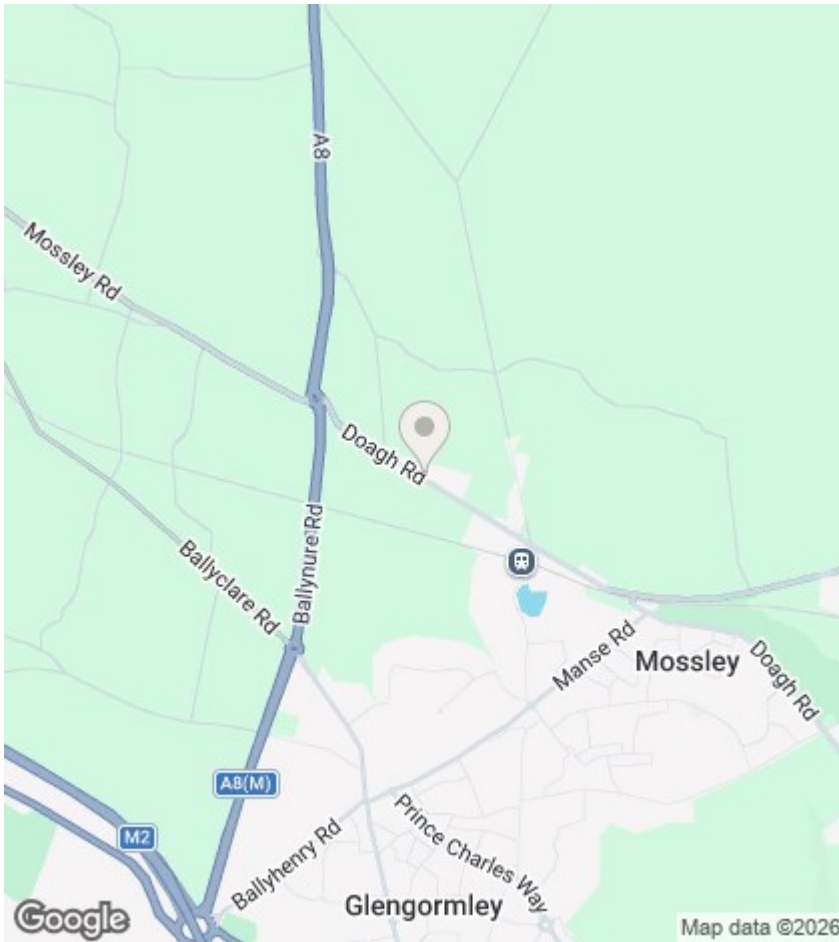 A8
Mossley Rd
Doagh Rd
Ballynure Rd
Ballyclare Rd
Manse Rd
Mossley
Doagh Rd
A8(M)
M2
Prince Charles Way
Ballyhenry Rd
Glengormley
Google
Map data ©2026